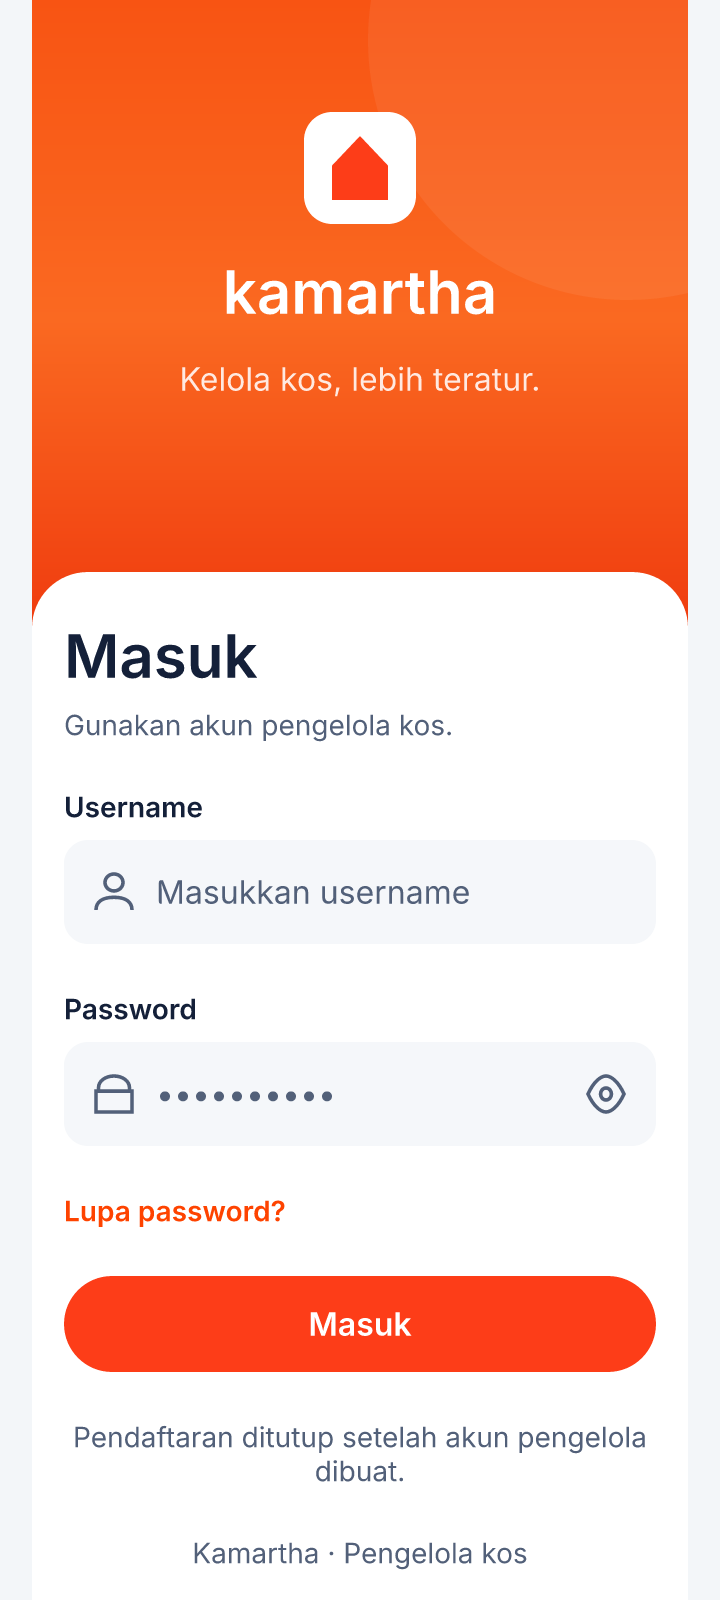 kamartha
Kelola kos, lebih teratur.
Masuk
Gunakan akun pengelola kos.
Username
Masukkan username
Password
••••••••••
Lupa password?
Masuk
Pendaftaran ditutup setelah akun pengelola
dibuat.
Kamartha · Pengelola kos